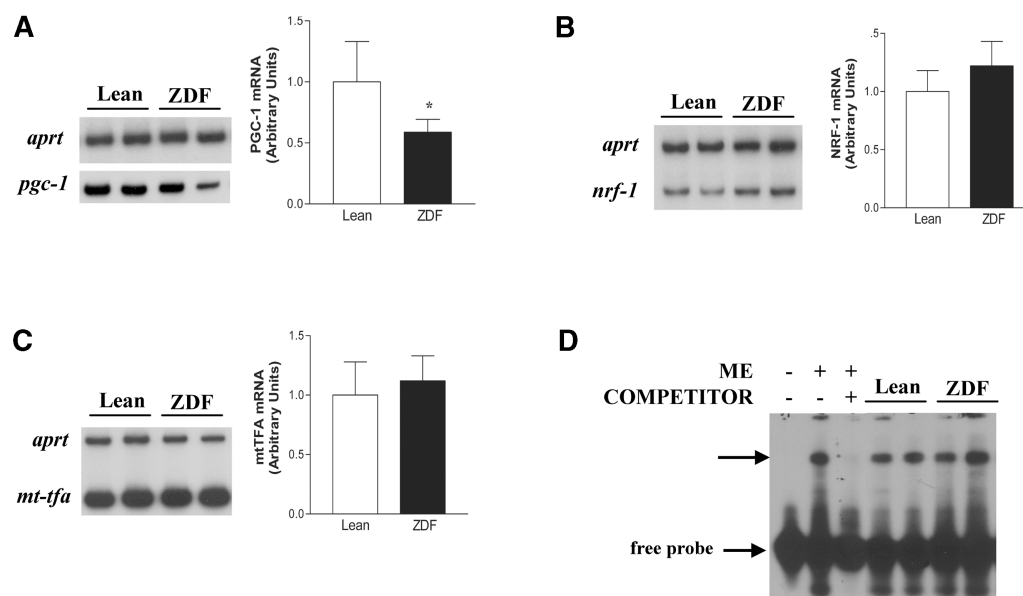 A
Lean ZDF
aprt
pgc-1
PGC-1 mRNA
(Arbitrary Units)
1.5
1.0
0.5
0.0
*
Lean ZDF
B
Lean ZDF
aprt
nrf-1
NRF-1 mRNA
(Arbitrary Units)
.5
1.0
0.5
0.0
Lean ZDF
C
Lean ZDF
aprt
mt-tfa
mtTFA mRNA
(Arbitrary Units)
1.5
1.0
0.5
0.0
Lean ZDF
D
ME - + +
COMPETITOR - - + Lean ZDF
free probe